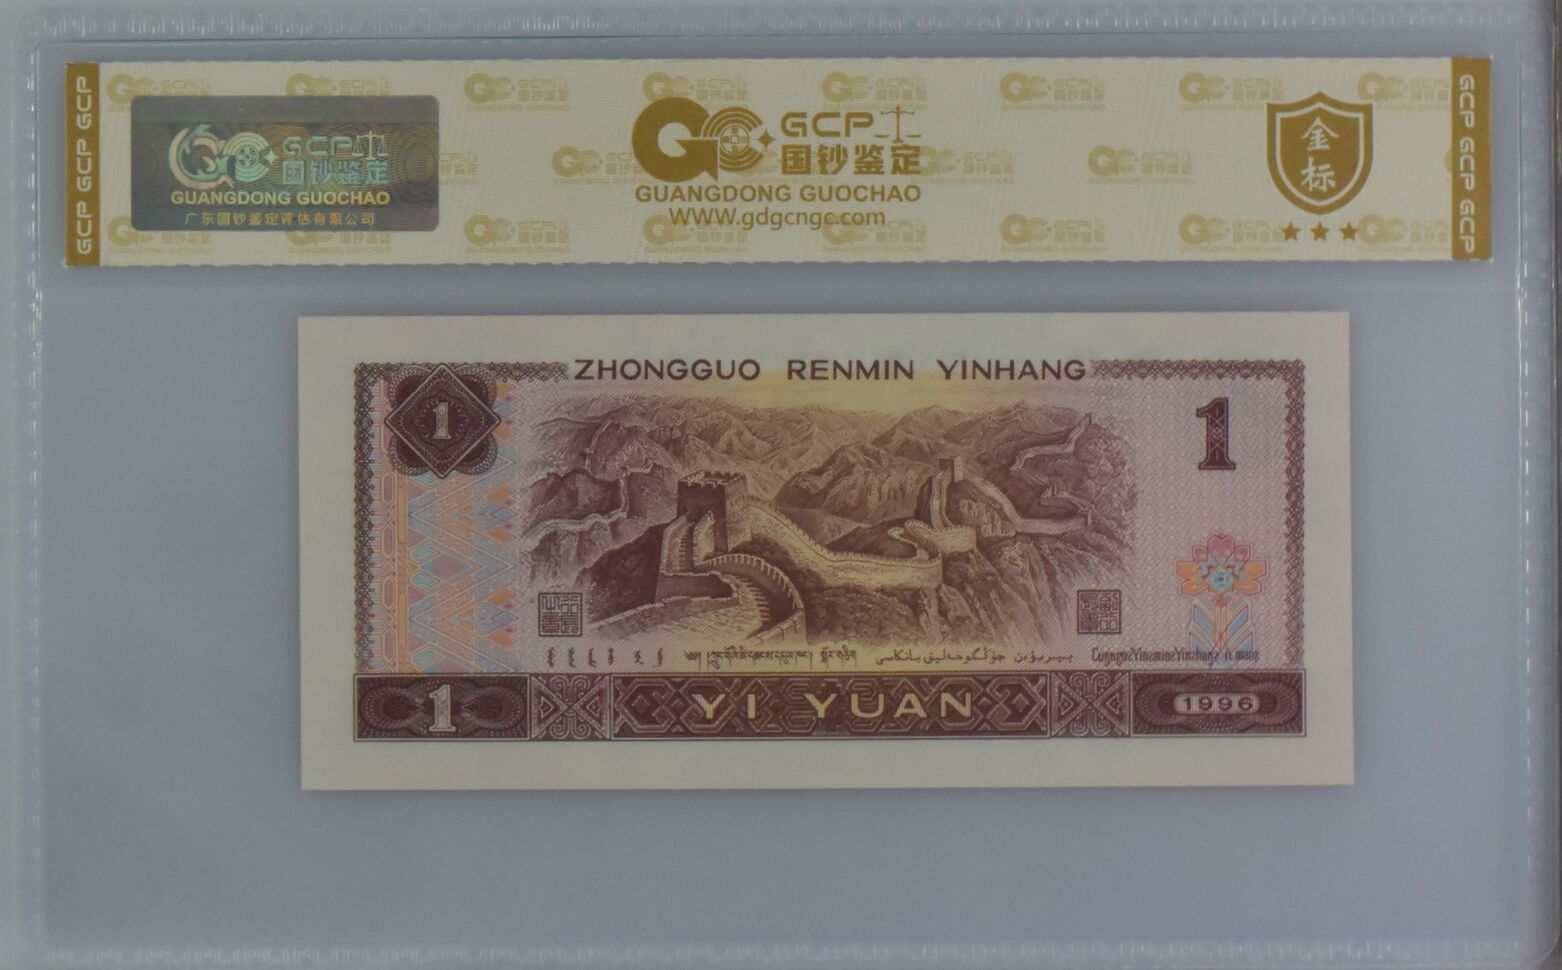 GCP GCP GCP
GCP
国钞鉴定
GUANGDONG GUOCHAO
广东国钞鉴定评估有限公司
GCP
国钞鉴定
GUANGDONG GUOCHAO
WWW.gdgcngc.com
金标
GCP GCP GCP
ZHONGGUO RENMIN YINHANG
1
1
1
YI YUAN
1996